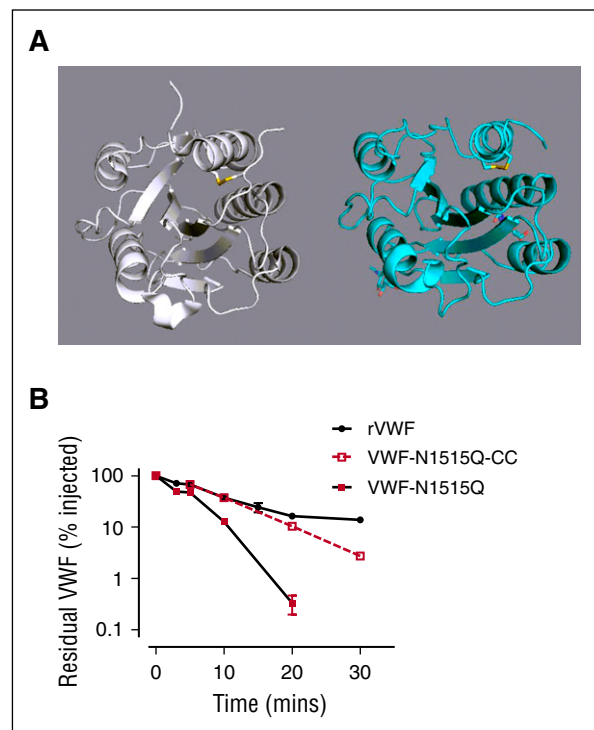 A
B
rVWF
VWF-N1515Q-CC
VWF-N1515Q
Residual VWF (% injected)
100
10
1
0.1
0 10 20 30
Time (mins)